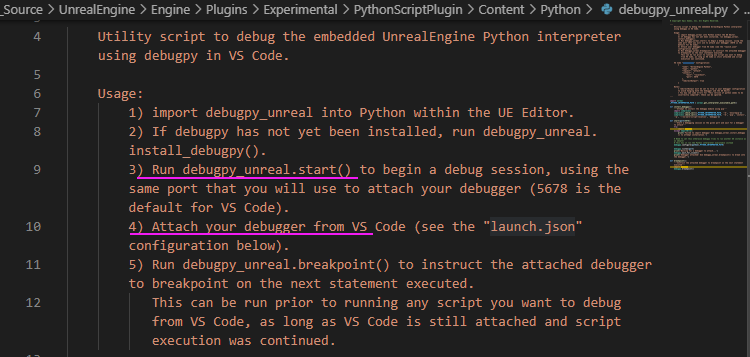 _Source > UnrealEngine > Engine > Plugins > Experimental > PythonScriptPlugin > Content > Python > debugpy_unreal.py > ...
4 Utility script to debug the embedded UnrealEngine Python interpreter
using debugpy in VS Code.
5
6 Usage:
7 1) import debugpy_unreal into Python within the UE Editor.
8 2) If debugpy has not yet been installed, run debugpy_unreal.
install_debugpy().
9 3) Run debugpy_unreal.start() to begin a debug session, using the
same port that you will use to attach your debugger (5678 is the
default for VS Code).
10 4) Attach your debugger from VS Code (see the "launch.json"
configuration below).
11 5) Run debugpy_unreal.breakpoint() to instruct the attached debugger
to breakpoint on the next statement executed.
12 This can be run prior to running any script you want to debug
from VS Code, as long as VS Code is still attached and script
execution was continued.